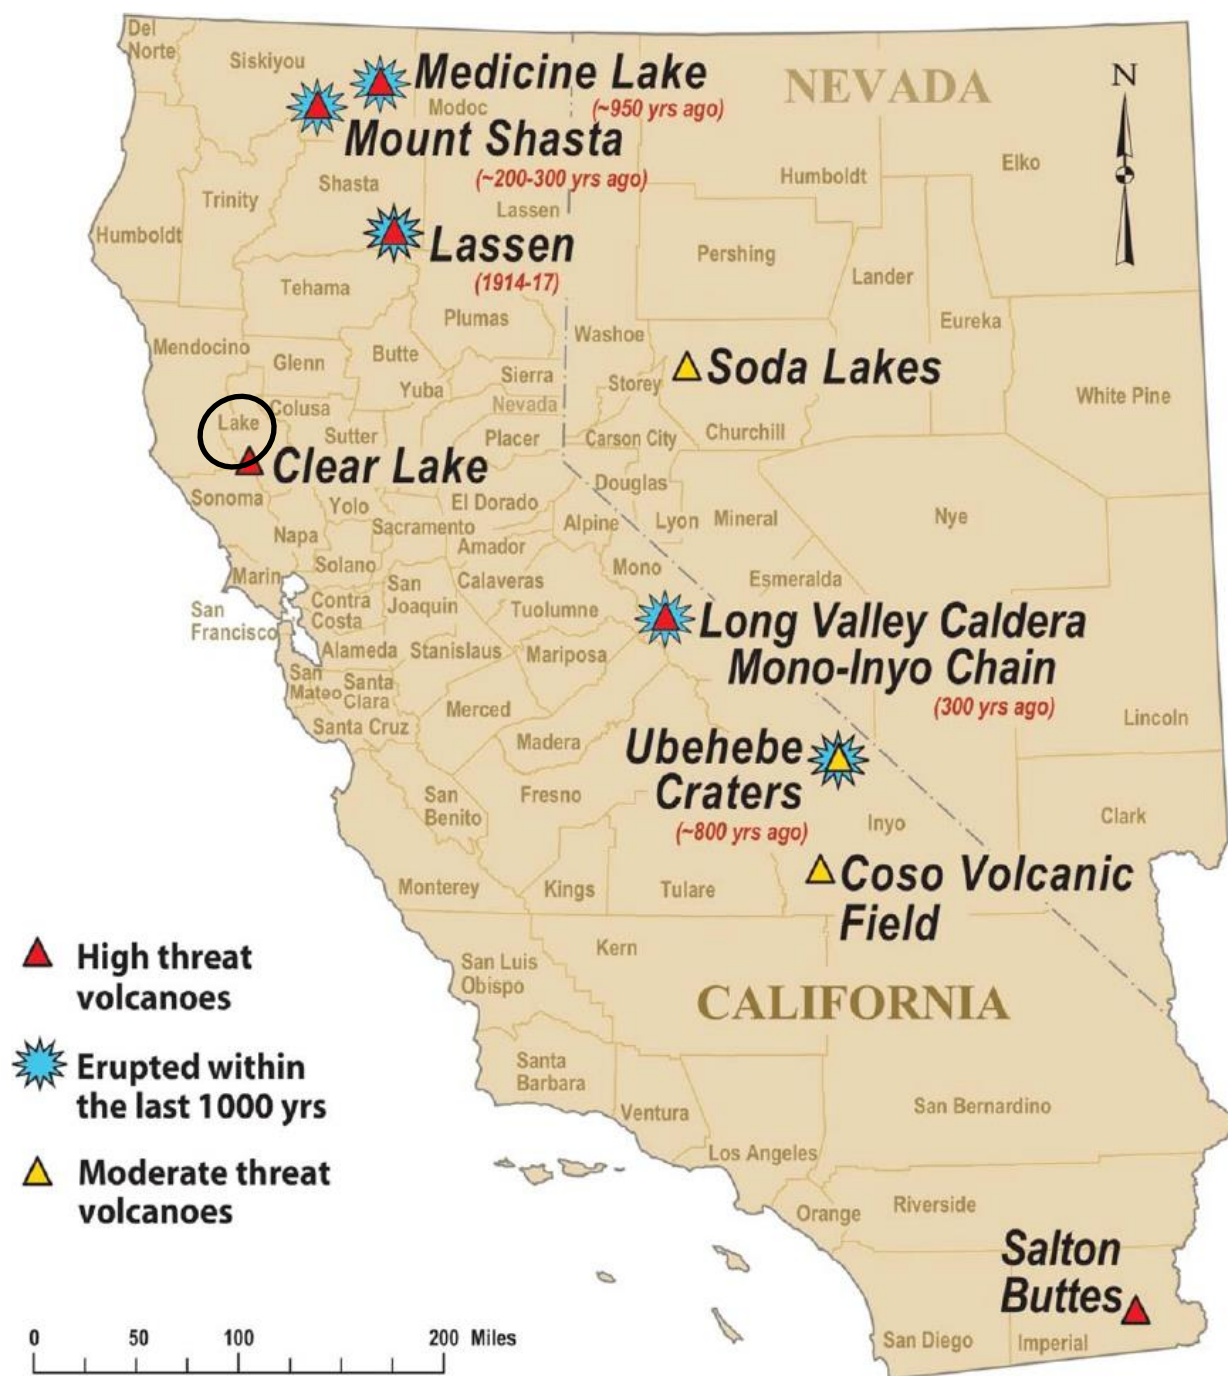 Del
Norte
Siskiyou
Medicine Lake
Modoc
(~950 yrs ago)
NEVADA
N
Mount Shasta
(~200-300 yrs ago)
Shasta
Trinity
Humboldt
Lassen
Lassen
(1914-17)
Humboldt
Elko
Pershing
Lander
Eureka
Tehama
Plumas
Washoe
Mendocino
Glenn
Butte
Yuba
Sierra
Nevada
Storey
Soda Lakes
White Pine
Lake
Colusa
Sutter
Placer
Carson City
Churchill
Clear Lake
Sonoma
Yolo
El Dorado
Douglas
Napa
Sacramento
Alpine
Lyon
Mineral
Nye
Amador
Marin
Solano
Calaveras
Mono
Esmeralda
San
Francisco
Contra
Costa
San
Joaquin
Tuolumne
Long Valley Caldera
Mono-Inyo Chain
(300 yrs ago)
Alameda
Stanislaus
Mariposa
San
Mateo
Santa
Clara
Merced
Santa Cruz
Madera
Lincoln
Ubehebe
Craters
(~800 yrs ago)
San
Benito
Fresno
Inyo
Clark
Monterey
Kings
Tulare
Coso Volcanic
Field
High threat
volcanoes
San Luis
Obispo
Kern
CALIFORNIA
Erupted within
the last 1000 yrs
Santa
Barbara
Ventura
San Bernardino
Los Angeles
Moderate threat
volcanoes
Orange
Riverside
Salton
Buttes
San Diego
Imperial
0 50 100 200 Miles